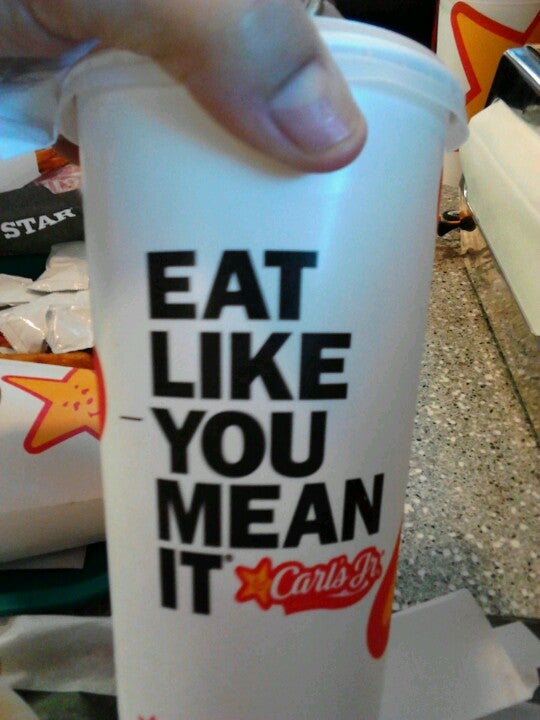 STAR
EAT
LIKE
YOU
MEAN
IT®
Carl's Jr.